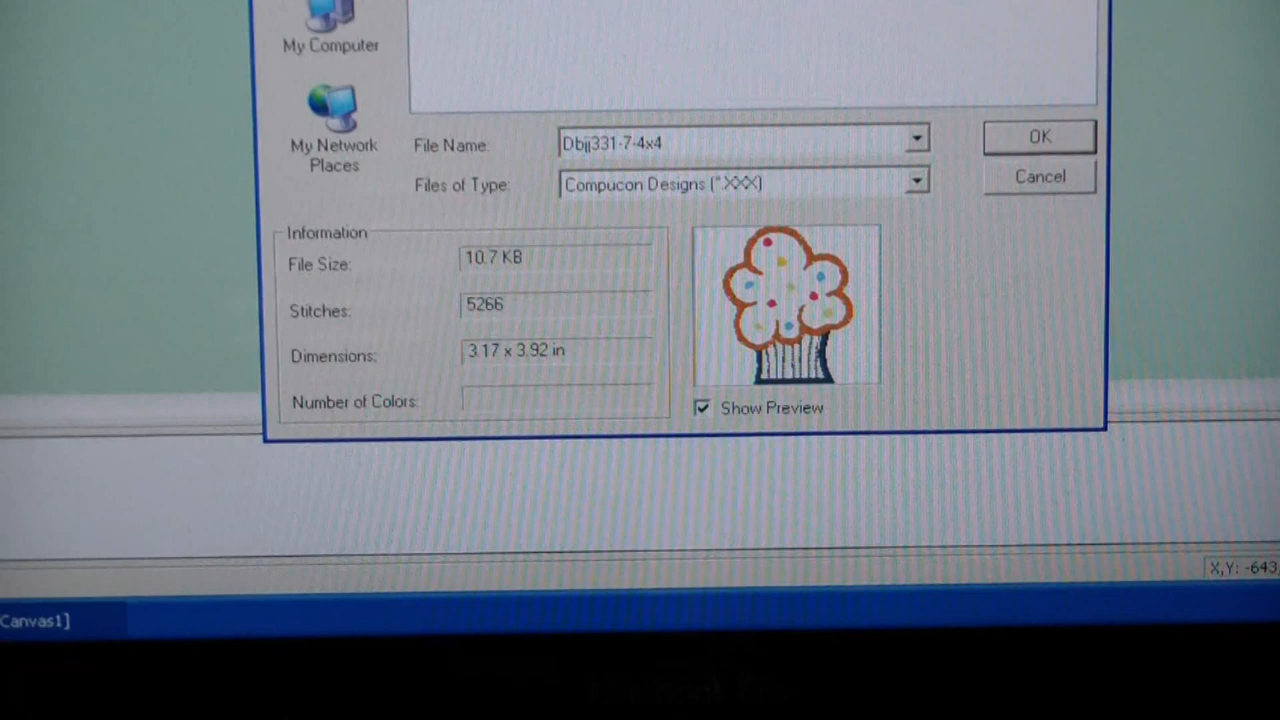 My Computer
My Network
Places
File Name:
Dbjj331-7-4x4
OK
Files of Type:
Compucon Designs (*.XXX)
Cancel
Information
File Size:
10.7 KB
Stitches:
5266
Dimensions:
3.17 x 3.92 in
Number of Colors:
Show Preview
X,Y: -643
Canvas1]